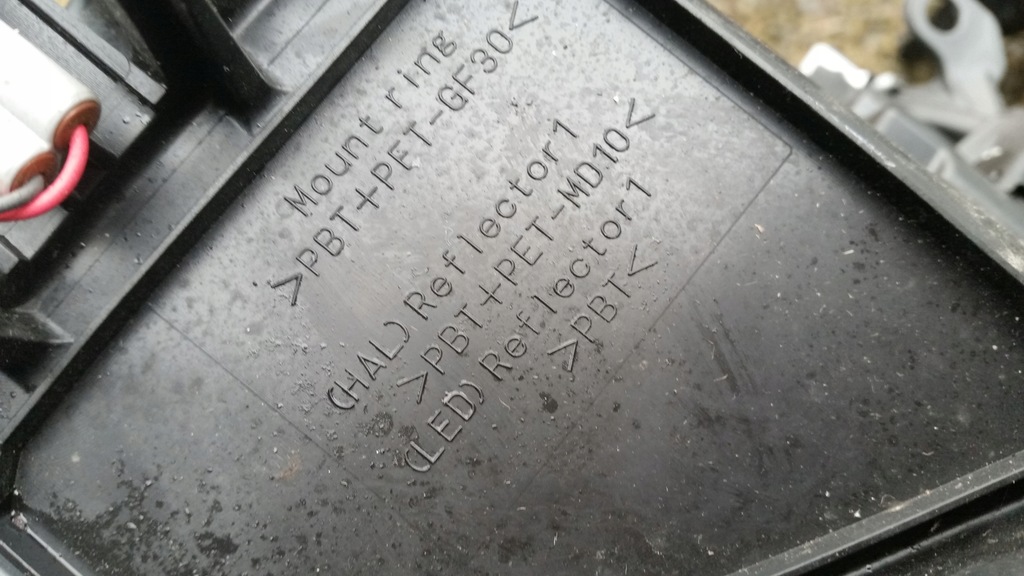 Mount ring
>PBT+PET-GF30<
(HAL) Reflector1
>PBT+PET-MD10<
(LED) Reflector1
>PBT<